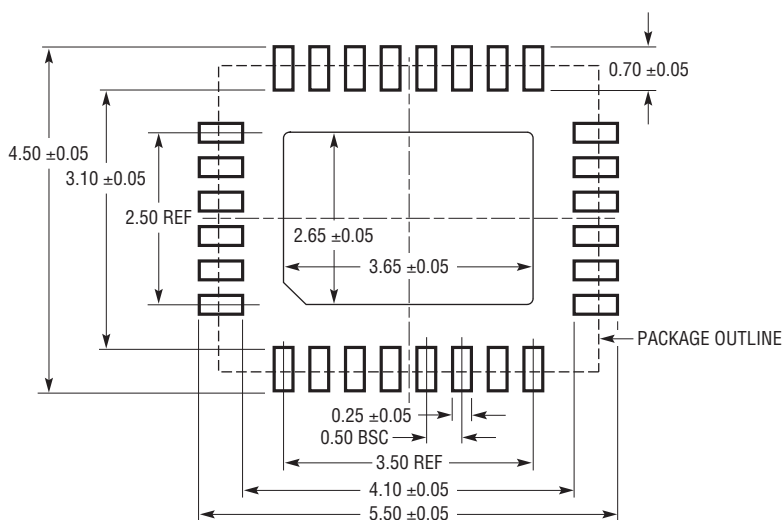 0.70 ±0.05
4.50 ±0.05
3.10 ±0.05
2.50 REF
2.65 ±0.05
3.65 ±0.05
PACKAGE OUTLINE
0.25 ±0.05
0.50 BSC
3.50 REF
4.10 ±0.05
5.50 ±0.05